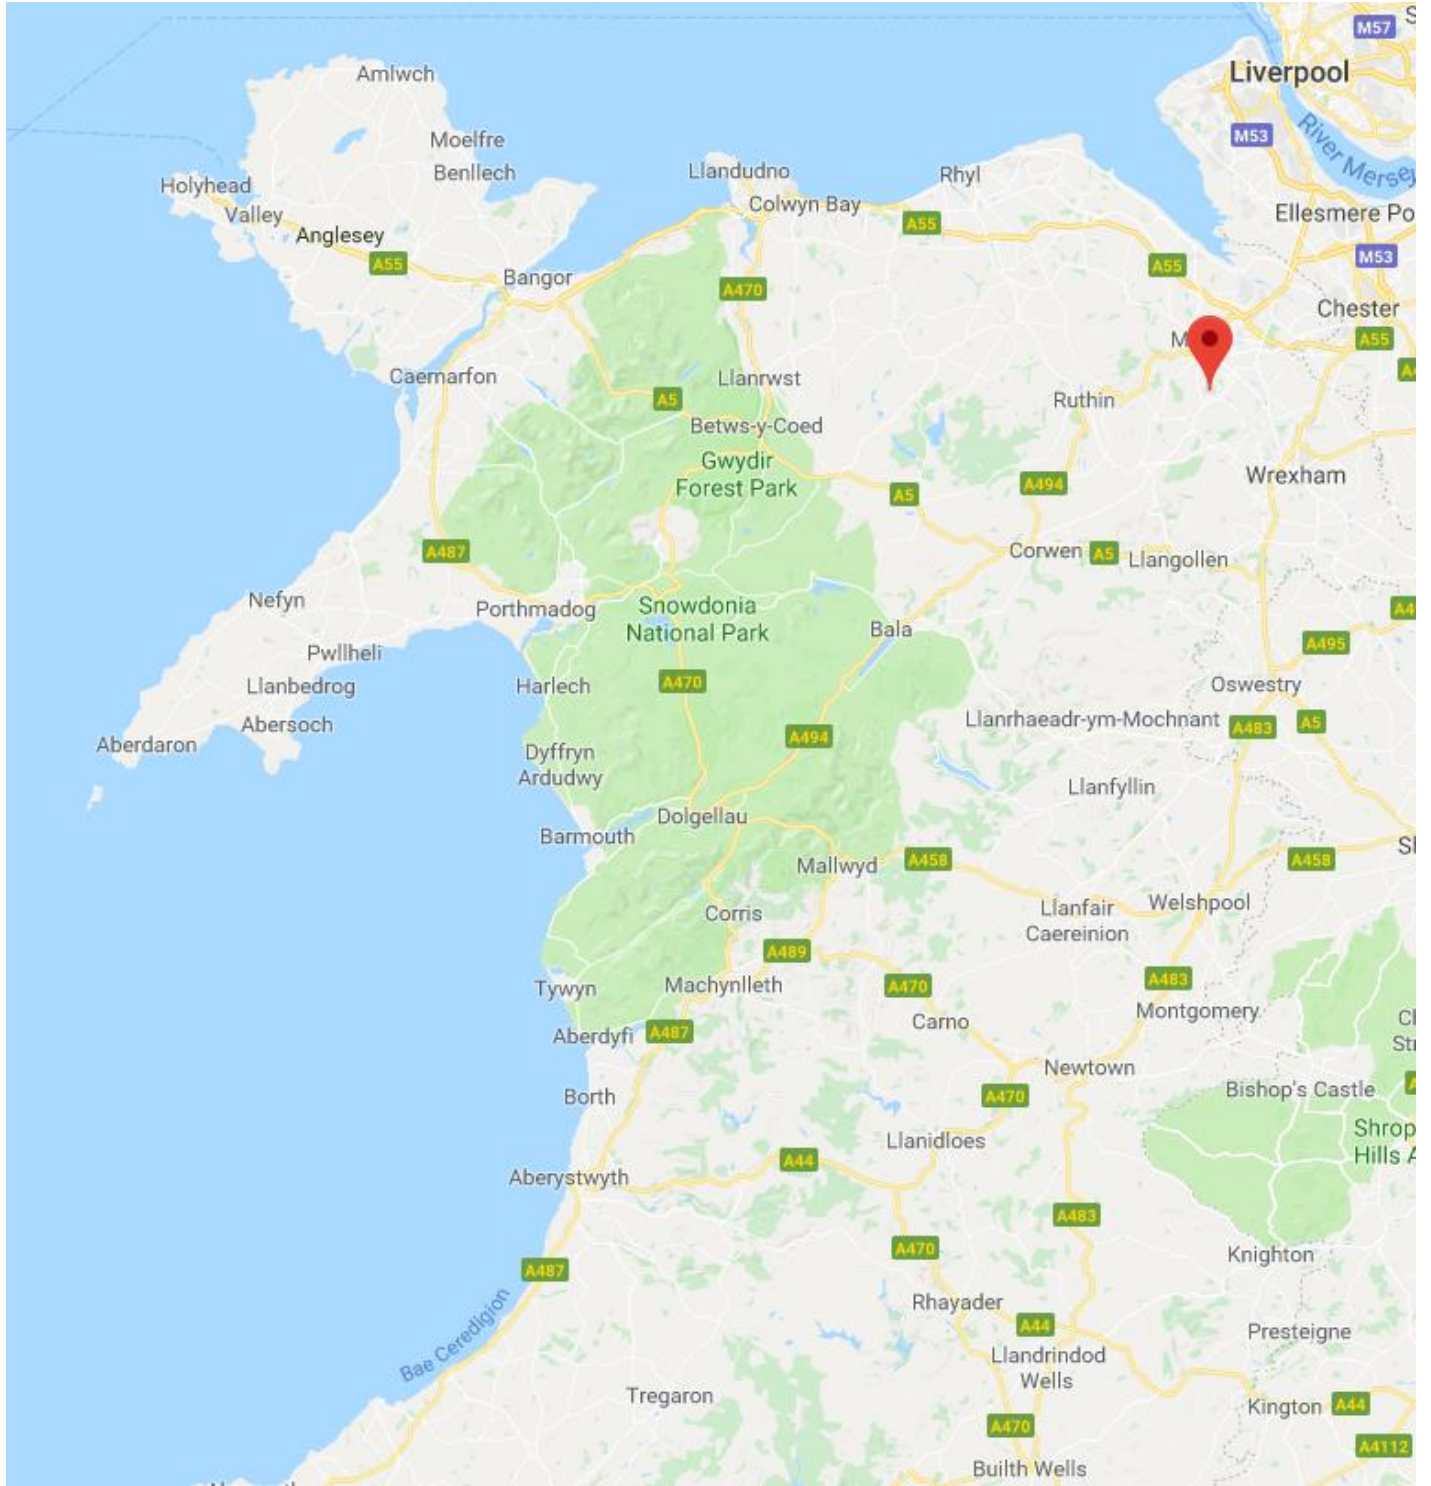 M57
Liverpool
Amlwch
M53
River Mersey
Moelfre
Benllech
Llandudno
Rhyl
Holyhead
Colwyn Bay
Valley
Ellesmere Po
A55
Anglesey
M53
A55
A55
Bangor
A470
Chester
M
A55
Caernarfon
Llanrwst
A5
Ruthin
Betws-y-Coed
Gwydir
Forest Park
Wrexham
A494
A5
A487
Corwen
A5
Llangollen
Nefyn
Porthmadog
Snowdonia
National Park
Bala
A495
Pwllheli
Llanbedrog
Harlech
A470
Oswestry
Abersoch
Llanrhaeadr-ym-Mochnant
A483
A5
Aberdaron
A494
Dyffryn
Ardudwy
Llanfyllin
Dolgellau
Barmouth
Mallwyd
A458
A458
Welshpool
Llanfair
Caereinion
Corris
A489
Tywyn
Machynlleth
A470
A483
Montgomery
Carno
Aberdyfi
A487
Newtown
Borth
A470
Bishop's Castle
Shrop
Hills A
Llanidloes
A44
Aberystwyth
A483
A470
Knighton
A487
Rhayader
A44
Presteigne
Bae Ceredigion
Llandrindod
Wells
Tregaron
Kington
A44
A470
A4112
Builth Wells